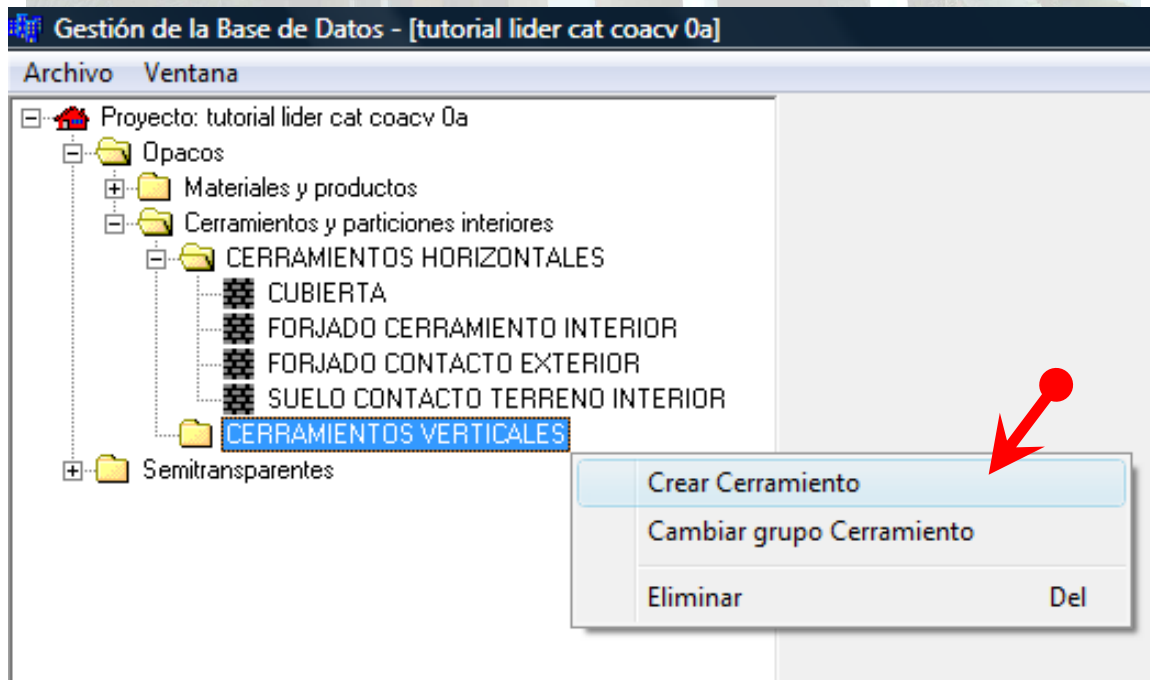 Gestión de la Base de Datos - [tutorial lider cat coacv 0a]
Archivo Ventana
Proyecto: tutorial lider cat coacv 0a
Opacos
Materiales y productos
Cerramientos y particiones interiores
CERRAMIENTOS HORIZONTALES
CUBIERTA
FORJADO CERRAMIENTO INTERIOR
FORJADO CONTACTO EXTERIOR
SUELO CONTACTO TERRENO INTERIOR
CERRAMIENTOS VERTICALES
Semitransparentes
Crear Cerramiento
Cambiar grupo Cerramiento
Eliminar Del